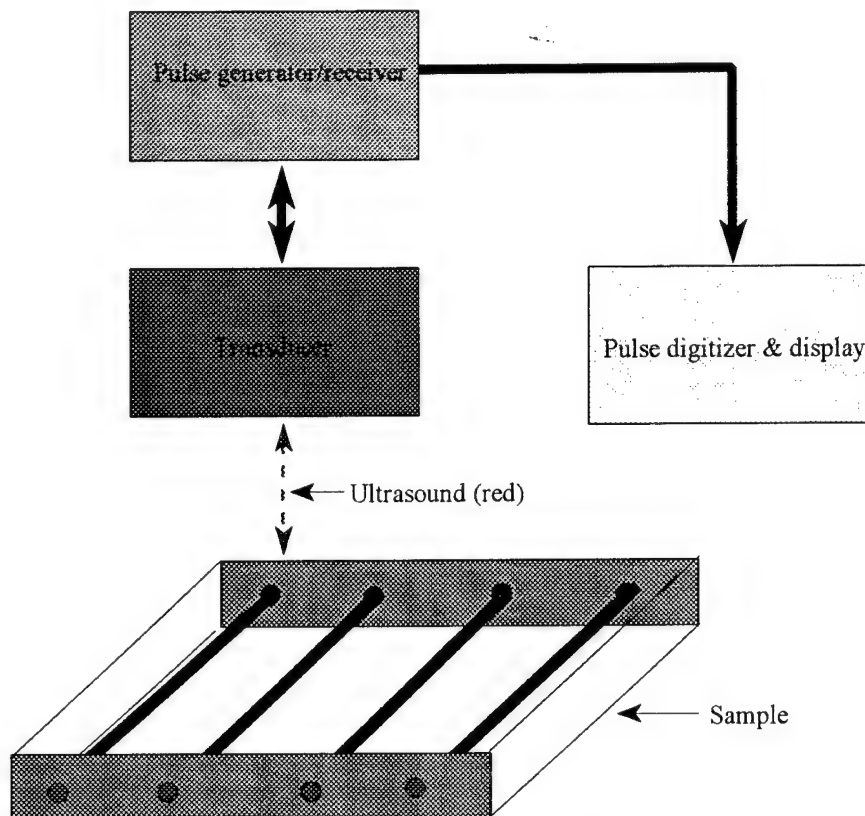 Pulse generator/receiver
Transducer
Pulse digitizer & display
Ultrasound (red)
Sample